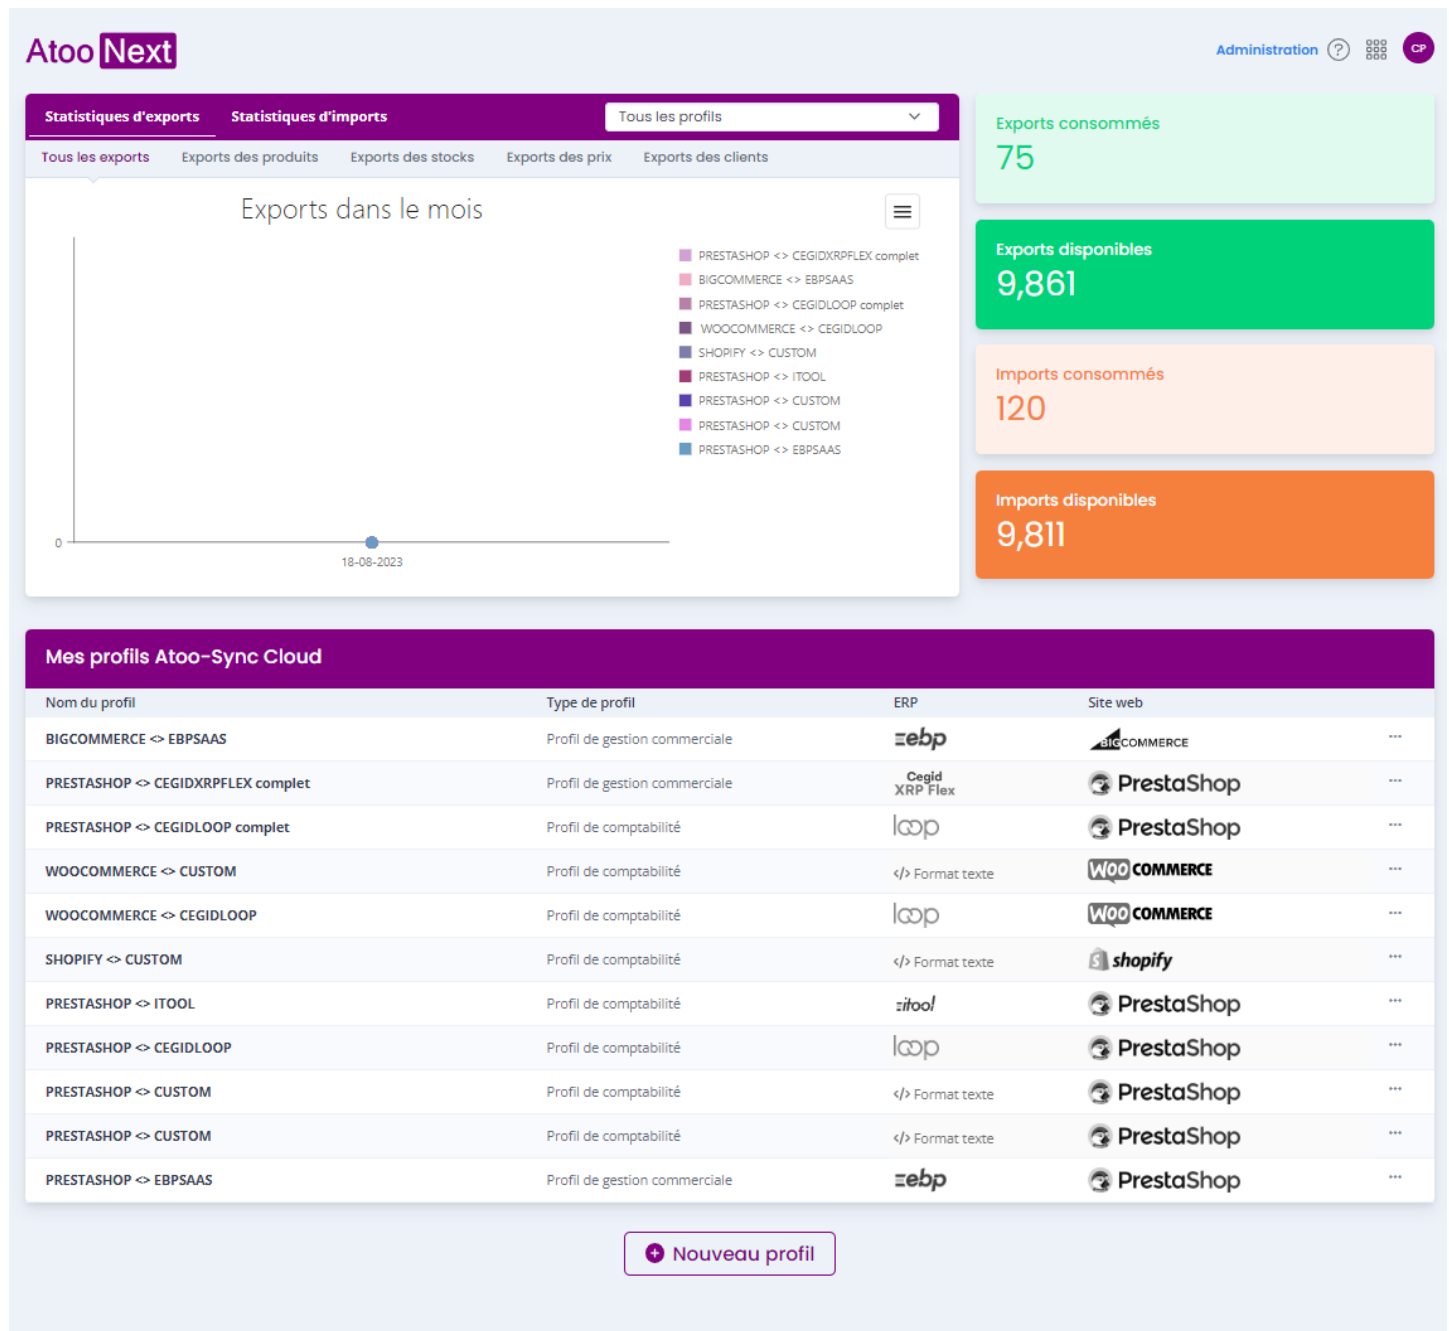 Atoo Next
Administration ? CP
Statistiques d'exports Statistiques d'imports Tous les profils
Tous les exports Exports des produits Exports des stocks Exports des prix Exports des clients
Exports dans le mois
PRESTASHOP <> CEGIDXRPFLEX complet
BIGCOMMERCE <> EBPSAAS
PRESTASHOP <> CEGIDLOOP complet
WOOCOMMERCE <> CEGIDLOOP
SHOPIFY <> CUSTOM
PRESTASHOP <> ITOOL
PRESTASHOP <> CUSTOM
PRESTASHOP <> CUSTOM
PRESTASHOP <> EBPSAAS
0
18-08-2023
Exports consommés
75
Exports disponibles
9,861
Imports consommés
120
Imports disponibles
9,811
Mes profils Atoo-Sync Cloud
Nom du profil Type de profil ERP Site web
BIGCOMMERCE <> EBPSAAS Profil de gestion commerciale ebp BIGCOMMERCE ...
PRESTASHOP <> CEGIDXRPFLEX complet Profil de gestion commerciale Cegid XRP Flex PrestaShop ...
PRESTASHOP <> CEGIDLOOP complet Profil de comptabilité loop PrestaShop ...
WOOCOMMERCE <> CUSTOM Profil de comptabilité </> Format texte WOO COMMERCE ...
WOOCOMMERCE <> CEGIDLOOP Profil de comptabilité loop WOO COMMERCE ...
SHOPIFY <> CUSTOM Profil de comptabilité </> Format texte shopify ...
PRESTASHOP <> ITOOL Profil de comptabilité itool PrestaShop ...
PRESTASHOP <> CEGIDLOOP Profil de comptabilité loop PrestaShop ...
PRESTASHOP <> CUSTOM Profil de comptabilité </> Format texte PrestaShop ...
PRESTASHOP <> CUSTOM Profil de comptabilité </> Format texte PrestaShop ...
PRESTASHOP <> EBPSAAS Profil de gestion commerciale ebp PrestaShop ...
Nouveau profil